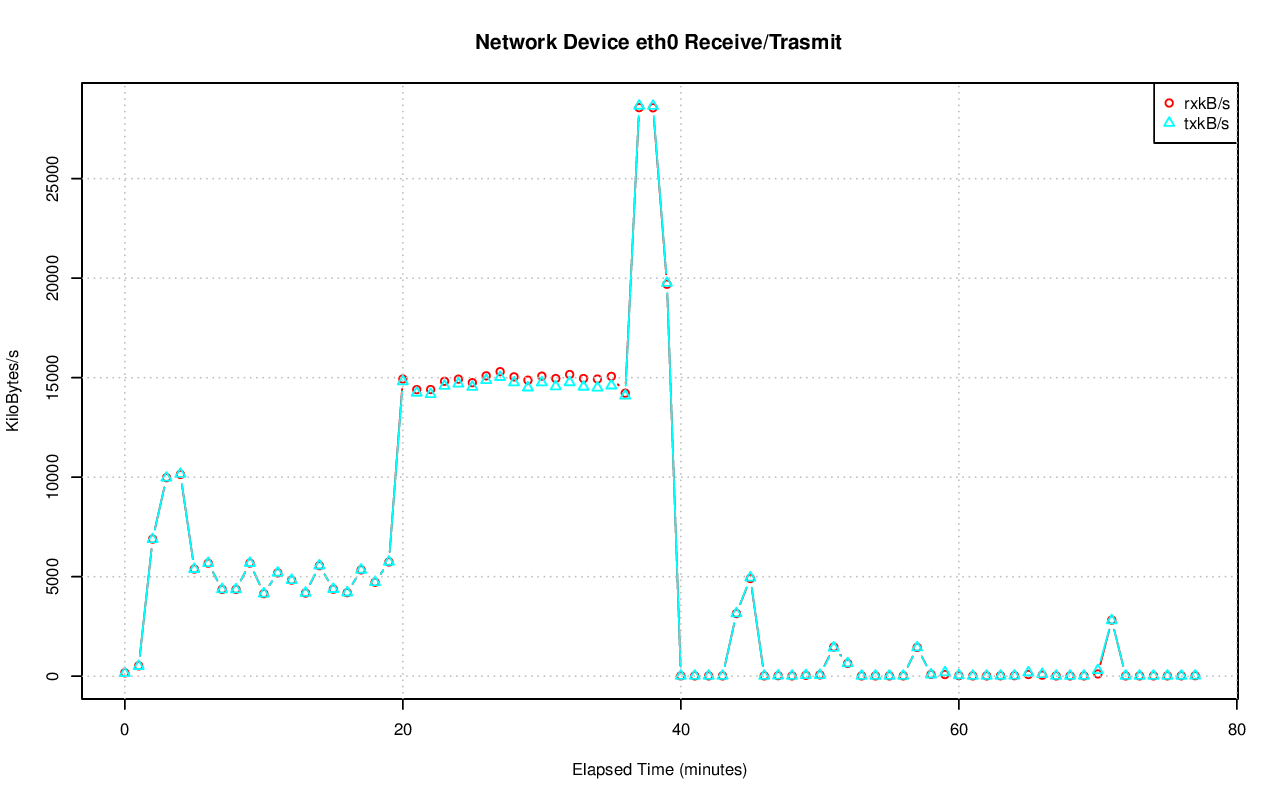 Network Device eth0 Receive/Trasmit
rxkB/s
txkB/s
KiloBytes/s
25000
20000
15000
10000
5000
0
0 20 40 60 80
Elapsed Time (minutes)